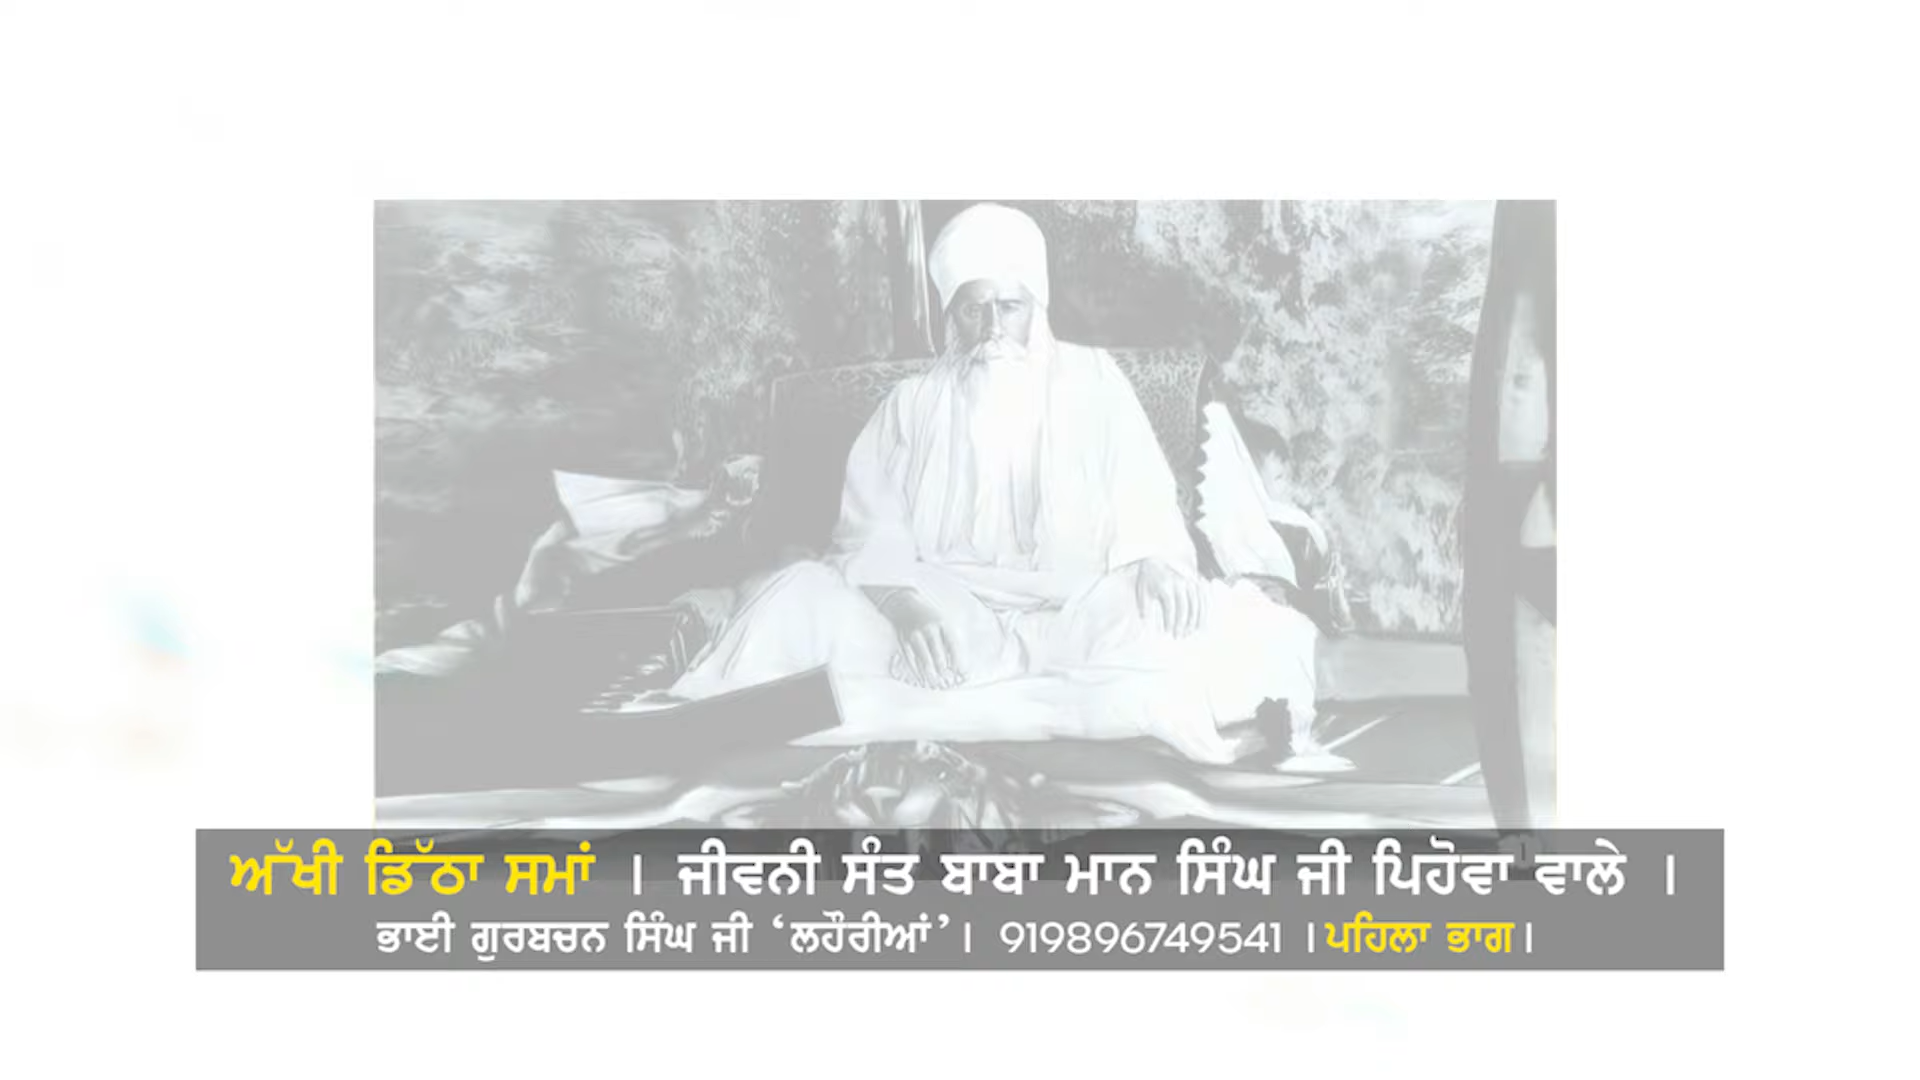 ਅੱਖੀ ਡਿੱਠਾ ਸਮਾਂ । ਜੀਵਨੀ ਸੰਤ ਬਾਬਾ ਮਾਨ ਸਿੰਘ ਜੀ ਪਿਹੋਵਾ ਵਾਲੇ ।
ਭਾਈ ਗੁਰਬਚਨ ਸਿੰਘ ਜੀ ‘ਲਹੌਰੀਆਂ’। 919896749541 ।ਪਹਿਲਾ ਭਾਗ।